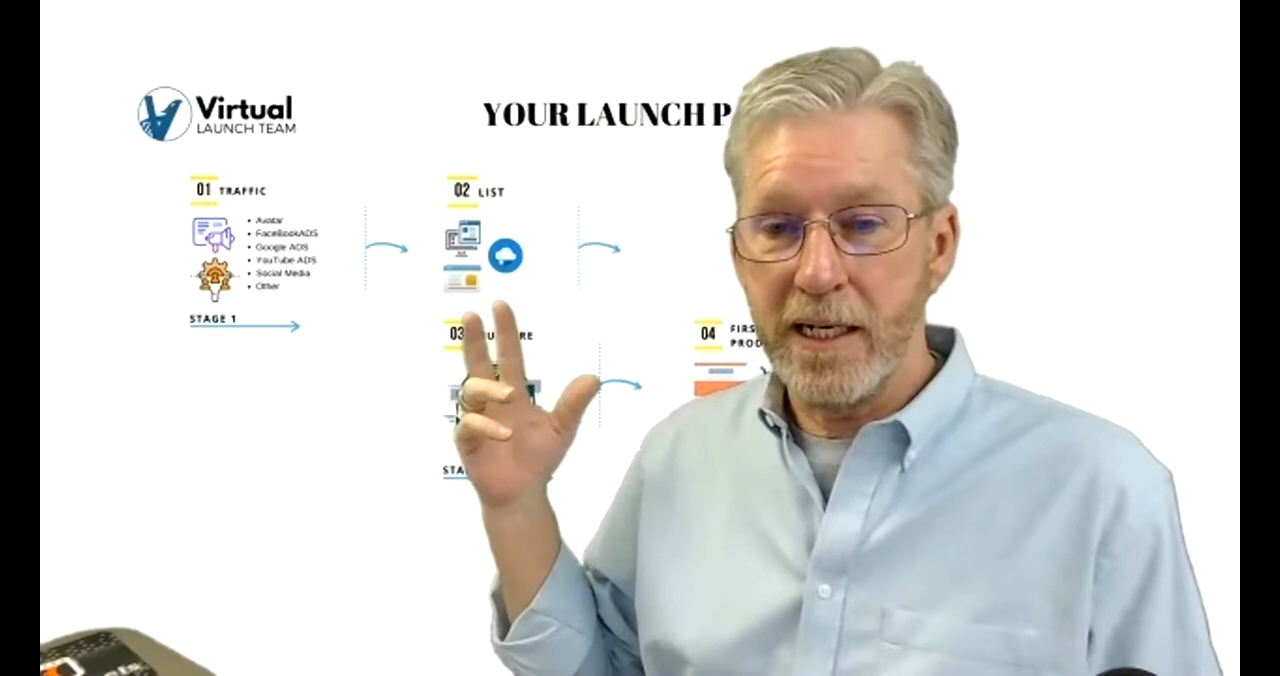 Virtual
LAUNCH TEAM
YOUR LAUNCH P
01 TRAFFIC
• Avatar
• FaceBookADS
• Google ADS
• YouTube ADS
• Social Media
• Other
STAGE 1
02 LIST
03
04 FIRS
PROD
STA